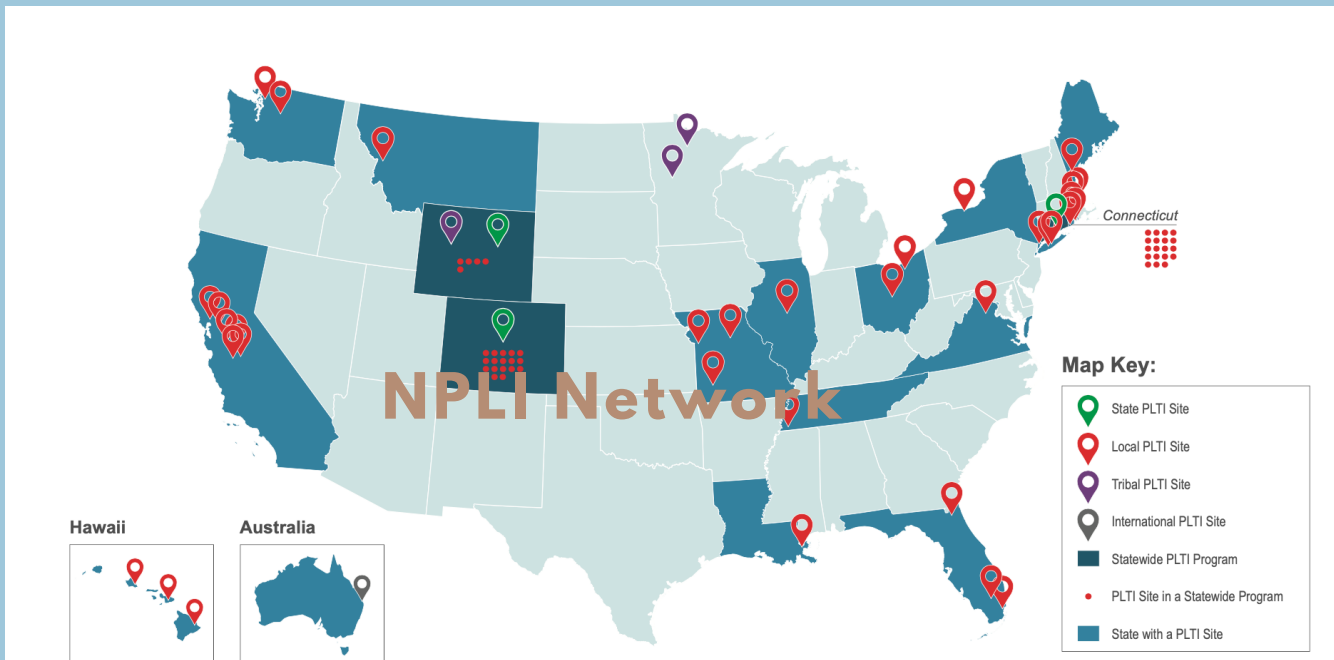 Connecticut
NPLI Network
Map Key:
State PLTI Site
Local PLTI Site
Tribal PLTI Site
International PLTI Site
Statewide PLTI Program
PLTI Site in a Statewide Program
State with a PLTI Site
Hawaii
Australia